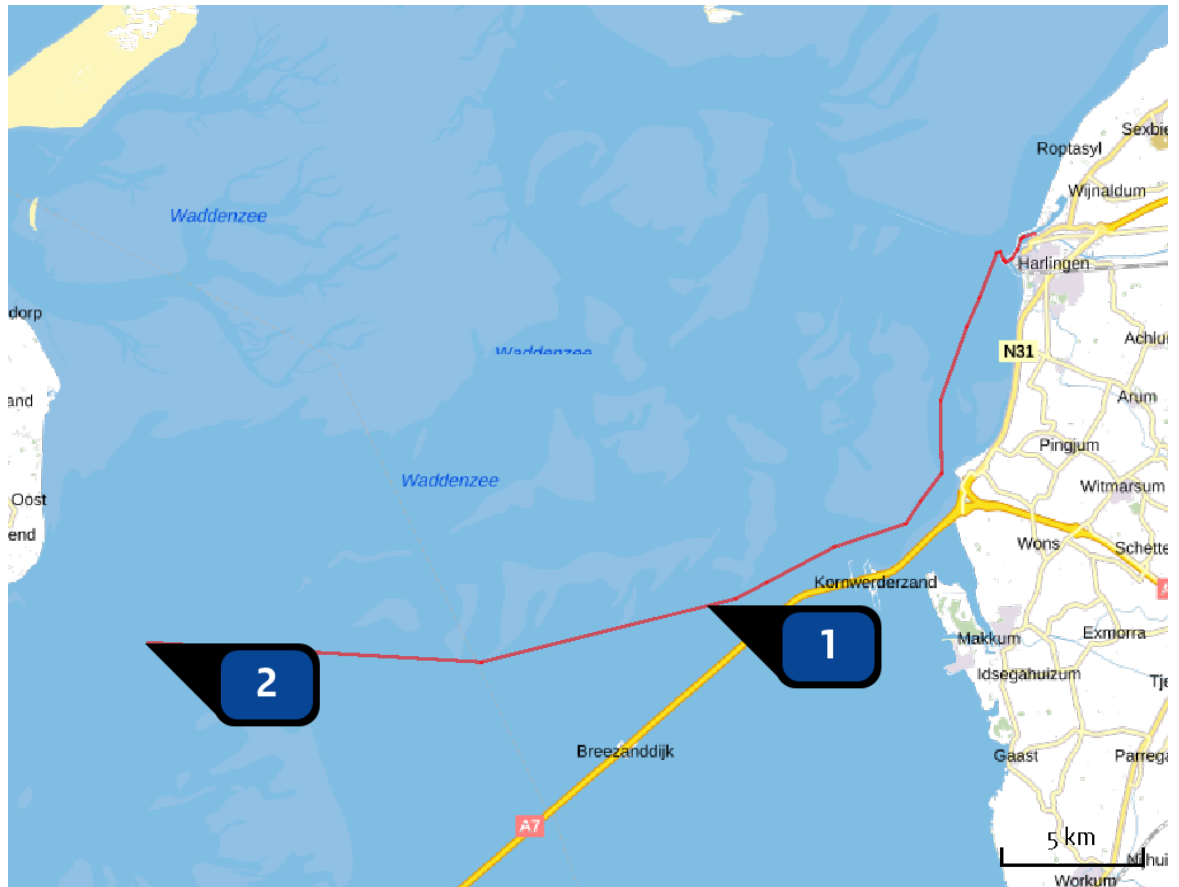 Sexbie
Roptasyl
Wijnaldum
Waddenzee
Harlingen
dorp
Achlu
N31
Waddenzee
and
Arum
Pingjum
Waddenzee
Witmarsum
Oost
end
Wons
Schette
Kornwerderzand
1
Makkum
Exmorra
2
Idsegahuizum
Tje
Breezanddijk
Gaast
Parrega
A7
5 km
Workum